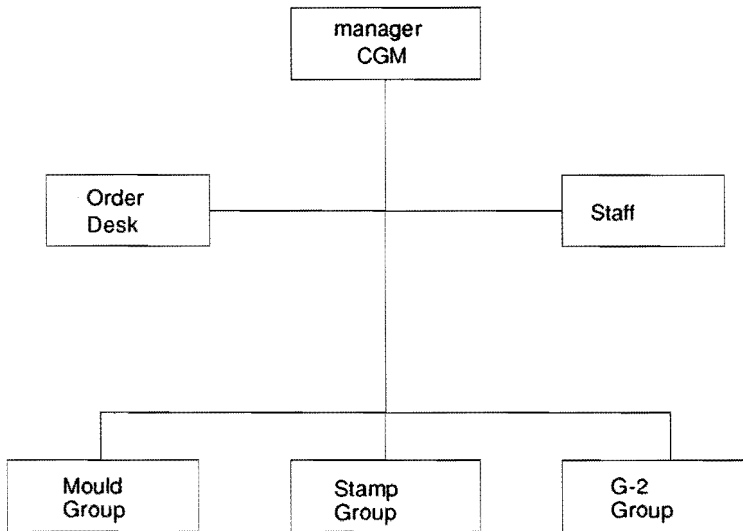 manager
CGM
Order
Desk
Staff
Mould
Group
Stamp
Group
G-2
Group